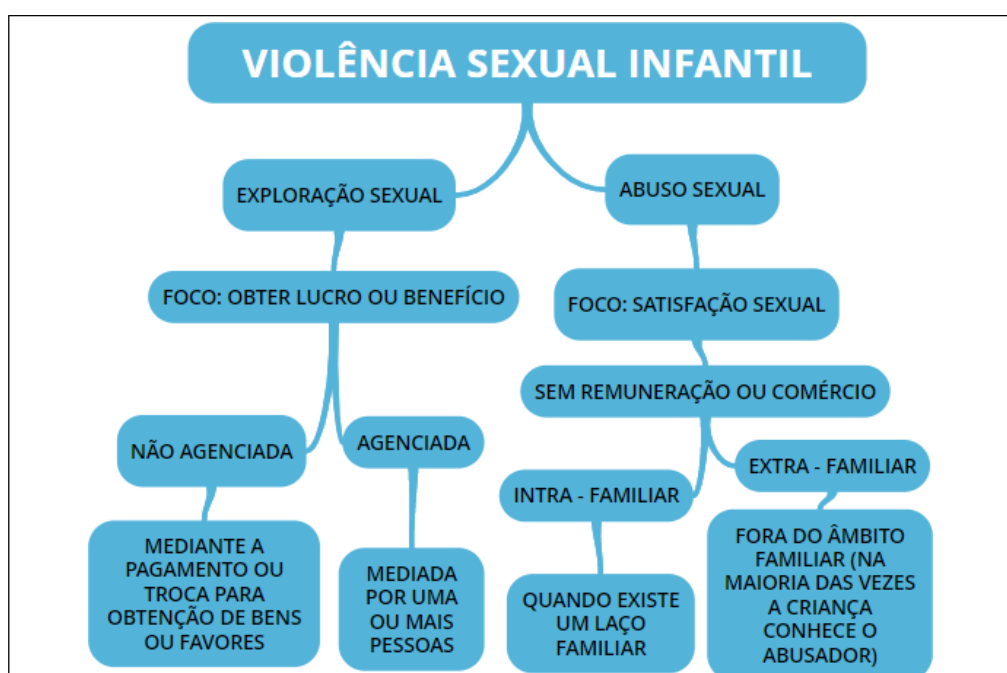 VIOLÊNCIA SEXUAL INFANTIL
EXPLORAÇÃO SEXUAL
FOCO: OBTER LUCRO OU BENEFÍCIO
NÃO AGENCIADA
MEDIANTE A
PAGAMENTO OU
TROCA PARA
OBTENÇÃO DE BENS
OU FAVORES
AGENCIADA
MEDIADA
POR UMA
OU MAIS
PESSOAS
ABUSO SEXUAL
FOCO: SATISFAÇÃO SEXUAL
SEM REMUNERAÇÃO OU COMÉRCIO
INTRA - FAMILIAR
QUANDO EXISTE
UM LAÇO
FAMILIAR
EXTRA - FAMILIAR
FORA DO ÂMBITO
FAMILIAR (NA
MAIORIA DAS VEZES
A CRIANÇA
CONHECE O
ABUSADOR)